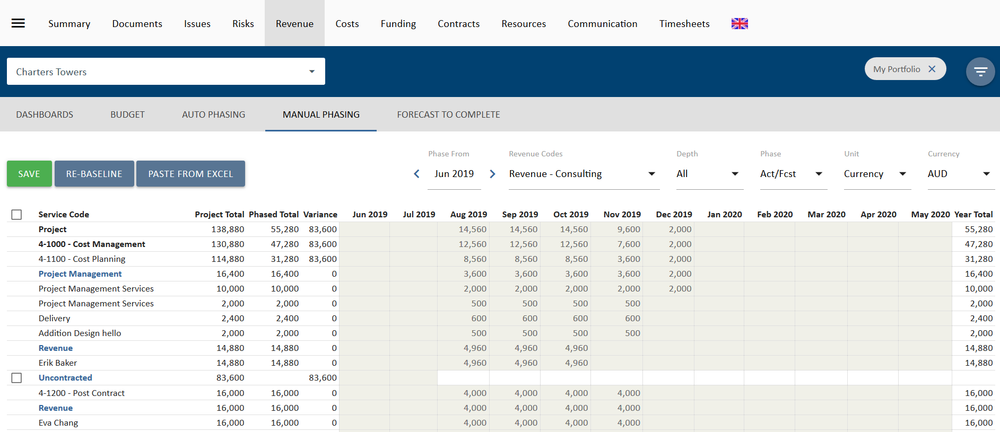 Summary Documents Issues Risks Revenue Costs Funding Contracts Resources Communication Timesheets
Charters Towers
My Portfolio
DASHBOARDS BUDGET AUTO PHASING MANUAL PHASING FORECAST TO COMPLETE
Phase From Revenue Codes Depth Phase Unit Currency
SAVE RE-BASELINE PASTE FROM EXCEL Jun 2019 Revenue - Consulting All Act/Fcst Currency AUD
Service Code Project Total Phased Total Variance Jun 2019 Jul 2019 Aug 2019 Sep 2019 Oct 2019 Nov 2019 Dec 2019 Jan 2020 Feb 2020 Mar 2020 Apr 2020 May 2020 Year Total
Project 138,880 55,280 83,600 14,560 14,560 14,560 9,600 2,000 55,280
4-1000 - Cost Management 130,880 47,280 83,600 12,560 12,560 12,560 7,600 2,000 47,280
4-1100 - Cost Planning 114,880 31,280 83,600 8,560 8,560 8,560 3,600 2,000 31,280
Project Management 16,400 16,400 0 3,600 3,600 3,600 3,600 2,000 16,400
Project Management Services 10,000 10,000 0 2,000 2,000 2,000 2,000 2,000 10,000
Project Management Services 2,000 2,000 0 500 500 500 500 2,000
Delivery 2,400 2,400 0 600 600 600 600 2,400
Addition Design hello 2,000 2,000 0 500 500 500 500 2,000
Revenue 14,880 14,880 0 4,960 4,960 4,960 14,880
Erik Baker 14,880 14,880 0 4,960 4,960 4,960 14,880
Uncontracted 83,600 83,600
4-1200 - Post Contract 16,000 16,000 0 4,000 4,000 4,000 4,000 16,000
Revenue 16,000 16,000 0 4,000 4,000 4,000 4,000 16,000
Eva Chang 16,000 16,000 0 4,000 4,000 4,000 4,000 16,000